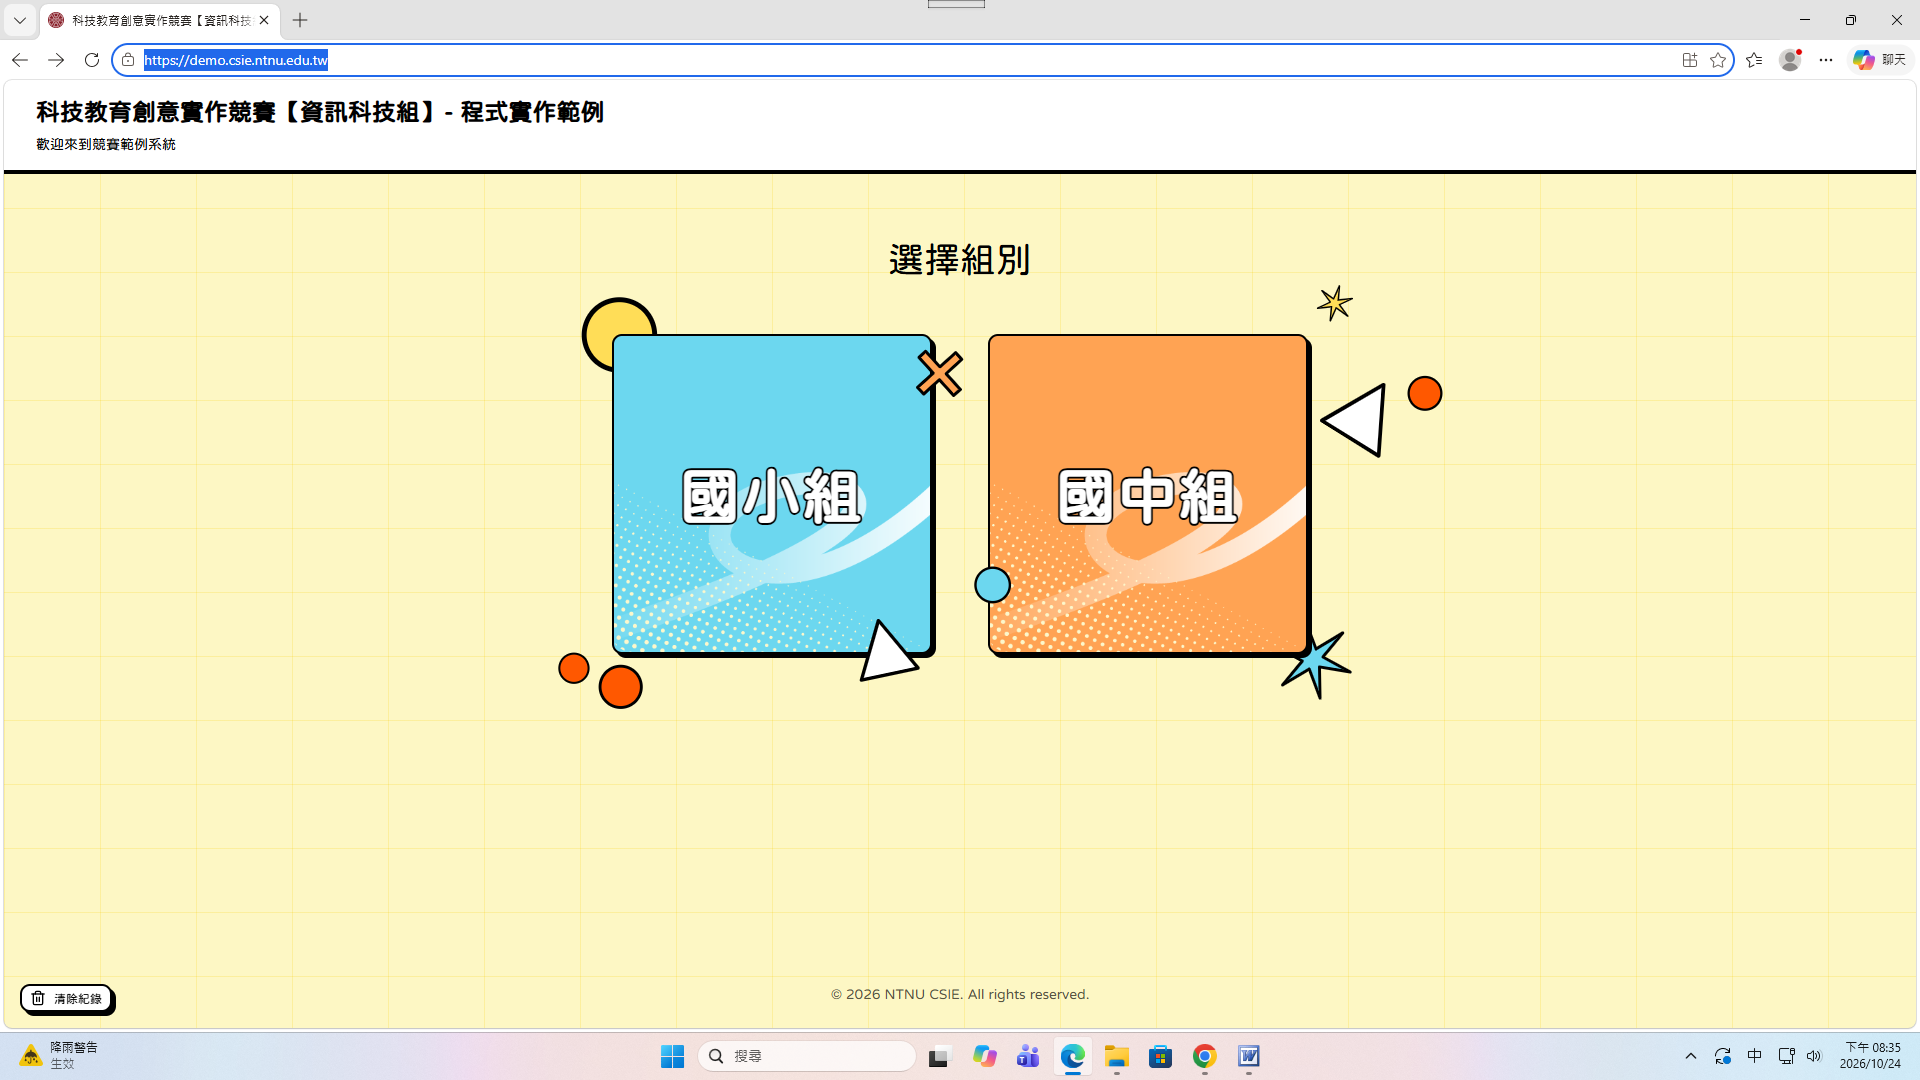 科技教育創意實作競賽【資訊科技
https://demo.csie.ntnu.edu.tw
聊天
科技教育創意實作競賽【資訊科技組】- 程式實作範例
歡迎來到競賽範例系統
選擇組別
國小組
國中組
清除紀錄
© 2026 NTNU CSIE. All rights reserved.
降雨警告
生效
搜尋
中
下午 08:35
2026/10/24